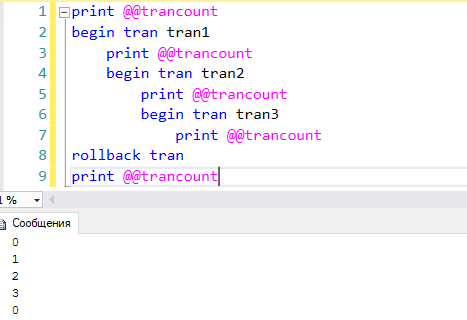 1 print @@trancount
2 begin tran tran1
3 print @@trancount
4 begin tran tran2
5 print @@trancount
6 begin tran tran3
7 print @@trancount
8 rollback tran
9 print @@trancount
1 %
Сообщения
0
1
2
3
0